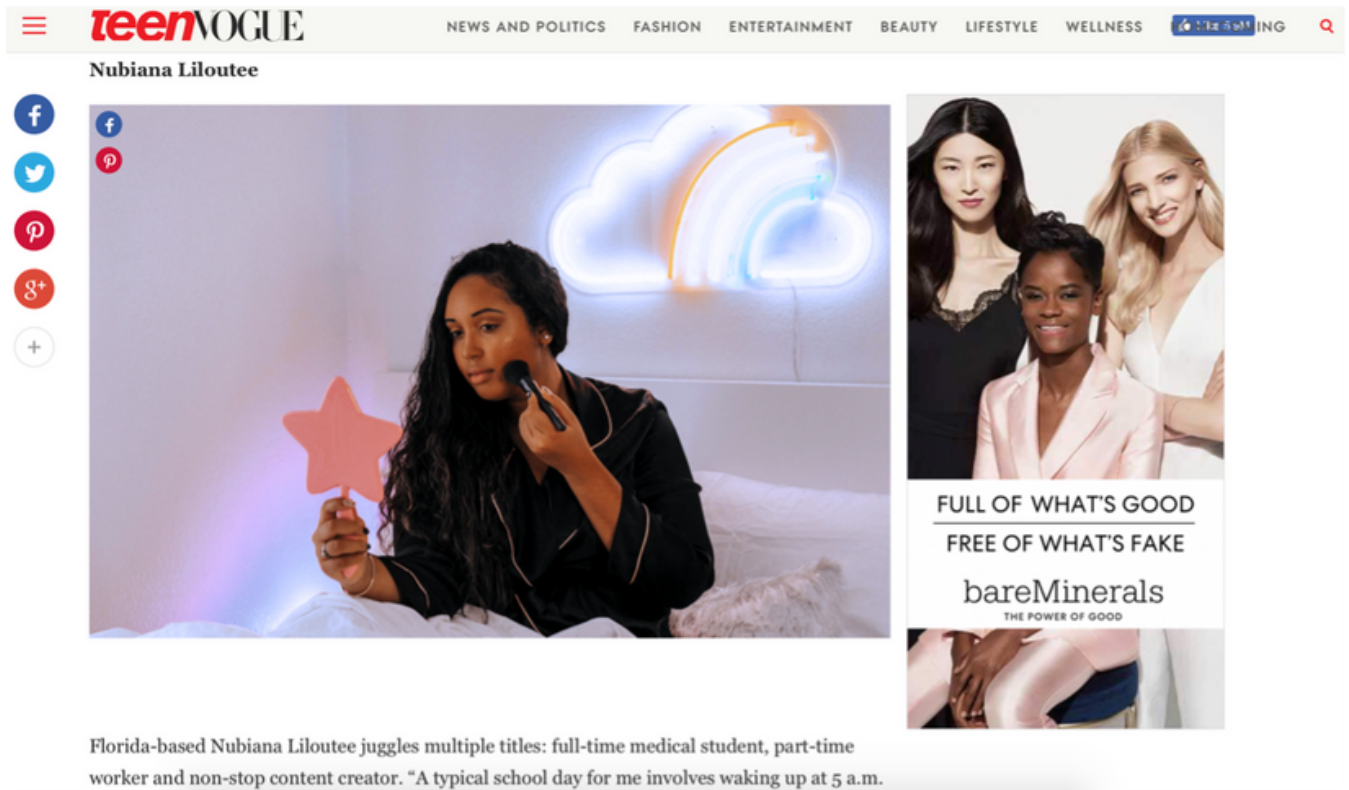 teenVOGUE
NEWS AND POLITICS FASHION ENTERTAINMENT BEAUTY LIFESTYLE WELLNESS
Nubiana Liloutee
FULL OF WHAT'S GOOD
FREE OF WHAT'S FAKE
bareMinerals
THE POWER OF GOOD
Florida-based Nubiana Liloutee juggles multiple titles: full-time medical student, part-time
worker and non-stop content creator. “A typical school day for me involves waking up at 5 a.m.